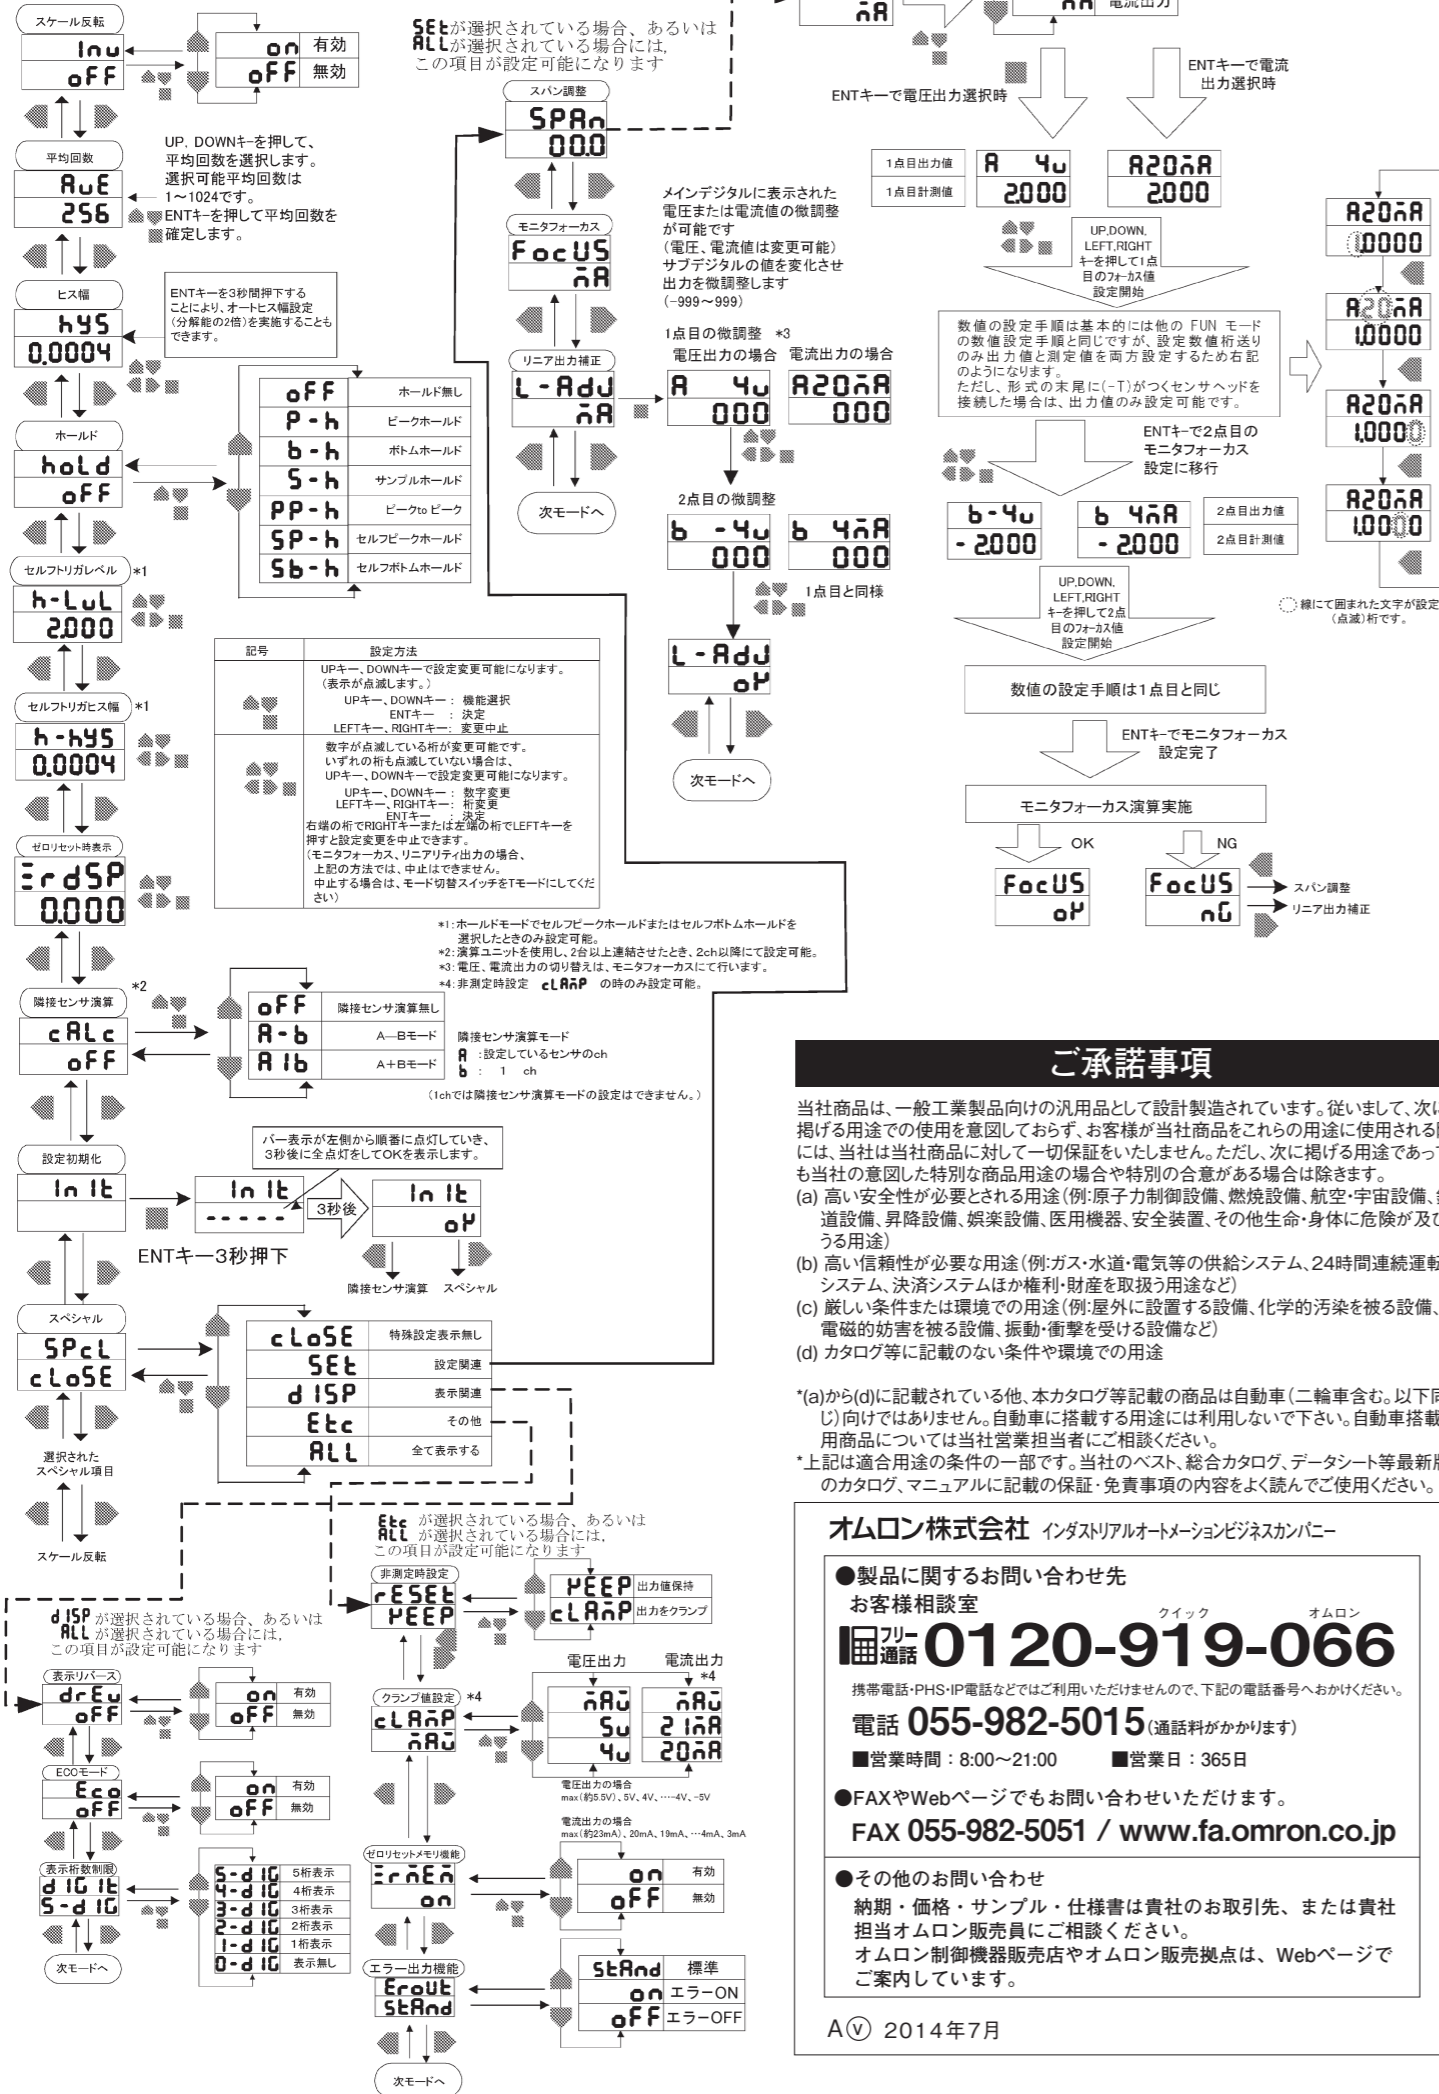 スケール反転
Inv
oFF
on 有効
oFF 無効
平均回数
AvE
256
UP, DOWNキーを押して、
平均回数を選択します。
選択可能平均回数は
1～1024です。
ENTキーを押して平均回数を
確定します。
ヒス幅
hYS
0.0004
ENTキーを3秒間押下する
ことにより、オートヒス幅設定
(分解能の2倍)を実施することも
できます。
ホールド
hoLd
oFF
oFF ホールド無し
P-h ピークホールド
b-h ボトムホールド
S-h サンプルホールド
PP-h ピークto ピーク
SP-h セルフピークホールド
Sb-h セルフボトムホールド
セルフトリガレベル *1
h-LvL
2.000
セルフトリガヒス幅 *1
h-hYS
0.0004
記号 設定方法
UPキー、DOWNキーで設定変更可能になります。
(表示が点滅します。)
UPキー、DOWNキー： 機能選択
ENTキー ： 決定
LEFTキー、RIGHTキー： 変更中止
数字が点滅している桁が変更可能です。
いずれの桁も点滅していない場合は、
UPキー、DOWNキーで設定変更可能になります。
UPキー、DOWNキー： 数字変更
LEFTキー、RIGHTキー： 桁変更
ENTキー ： 決定
右端の桁でRIGHTキーまたは左端の桁でLEFTキーを
押すと設定変更を中止できます。
(モニタフォーカス、リニアリティ出力の場合、
上記の方法では、中止はできません。
中止する場合は、モード切替スイッチをTモードにしてくだ
さい)
ゼロリセット時表示
ZrdSP
0.000
*1:ホールドモードでセルフピークホールドまたはセルフボトムホールドを
選択したときのみ設定可能。
*2:演算ユニットを使用し、2台以上連結させたとき、2ch以降にて設定可能。
*3:電圧、電流出力の切り替えは、モニタフォーカスにて行います。
*4:非測定時設定 cLAmP の時のみ設定可能。
隣接センサ演算 *2
cALc
oFF
oFF 隣接センサ演算無し
A-b A—Bモード
A1b A+Bモード
隣接センサ演算モード
A :設定しているセンサのch
b : 1 ch
(1chでは隣接センサ演算モードの設定はできません。)
設定初期化
InIt
ENTキー3秒押下
InIt
-----
バー表示が左側から順番に点灯していき、
3秒後に全点灯をしてOKを表示します。
3秒後
InIt
oK
隣接センサ演算 スペシャル
スペシャル
SPcL
cLoSE
cLoSE 特殊設定表示無し
SEt 設定関連
dISP 表示関連
Etc その他
ALL 全て表示する
選択された
スペシャル項目
スケール反転
dISP が選択されている場合、あるいは
ALL が選択されている場合には,
この項目が設定可能になります
表示リバース
drEv
oFF
on 有効
oFF 無効
ECOモード
Eco
oFF
on 有効
oFF 無効
表示桁数制限
dIGIt
5-dIG
5-dIG 5桁表示
4-dIG 4桁表示
3-dIG 3桁表示
2-dIG 2桁表示
1-dIG 1桁表示
0-dIG 表示無し
次モードへ
Etc が選択されている場合、あるいは
ALL が選択されている場合には,
この項目が設定可能になります
非測定時設定
rESEt
KEEP
KEEP 出力値保持
cLAmP 出力をクランプ
クランプ値設定 *4
cLAmP
mAX
電圧出力 電流出力
*4
mAX mAX
5v 21mA
4v 20mA
電圧出力の場合
max(約5.5V)、5V、4V、・・・-4V、-5V
電流出力の場合
max(約23mA)、20mA、19mA、…4mA、3mA
ゼロリセットメモリ機能
ZrmEm
on
on 有効
oFF 無効
エラー出力機能
EroUt
StAnd
StAnd 標準
on エラーON
oFF エラーOFF
次モードへ
SEtが選択されている場合、あるいは
ALLが選択されている場合には,
この項目が設定可能になります
スパン調整
SPAn
00.0
モニタフォーカス
FocUS
mA
リニア出力補正
L-AdJ
mA
次モードへ
メインデジタルに表示された
電圧または電流値の微調整
が可能です
(電圧、電流値は変更可能)
サブデジタルの値を変化させ
出力を微調整します
(-999～999)
1点目の微調整 *3
電圧出力の場合 電流出力の場合
A 4v A20mA
000 000
2点目の微調整
b -4v b 4mA
000 000
1点目と同様
L-AdJ
oK
次モードへ
mA
電流出力
ENTキーで電圧出力選択時
ENTキーで電流
出力選択時
1点目出力値
1点目計測値
A 4v A20mA
2.000 2.000
UP,DOWN,
LEFT,RIGHT
キーを押して1点
目のフォーカス値
設定開始
数値の設定手順は基本的には他の FUN モード
の数値設定手順と同じですが、設定数値桁送り
のみ出力値と測定値を両方設定するため右記
のようになります。
ただし、形式の末尾に(-T)がつくセンサヘッドを
接続した場合は、出力値のみ設定可能です。
ENTキーで2点目の
モニタフォーカス
設定に移行
b-4v b 4mA
-2.000 -2.000
2点目出力値
2点目計測値
UP,DOWN,
LEFT,RIGHT
キーを押して2点
目のフォーカス値
設定開始
数値の設定手順は1点目と同じ
ENTキーでモニタフォーカス
設定完了
モニタフォーカス演算実施
OK NG
FocUS FocUS
oK nG
スパン調整
リニア出力補正
A20mA
1.0000
A20mA
1.0000
A20mA
1.0000
A20mA
1.0000
線にて囲まれた文字が設定
(点滅)桁です。
ご承諾事項
当社商品は、一般工業製品向けの汎用品として設計製造されています。従いまして、次に
掲げる用途での使用を意図しておらず、お客様が当社商品をこれらの用途に使用される
には、当社は当社商品に対して一切保証をいたしません。ただし、次に掲げる用途であって
も当社の意図した特別な商品用途の場合や特別の合意がある場合は除きます。
(a) 高い安全性が必要とされる用途(例:原子力制御設備、燃焼設備、航空・宇宙設備、
道設備、昇降設備、娯楽設備、医用機器、安全装置、その他生命・身体に危険が及び
うる用途)
(b) 高い信頼性が必要な用途(例:ガス・水道・電気等の供給システム、24時間連続運転
システム、決済システムほか権利・財産を取扱う用途など)
(c) 厳しい条件または環境での用途(例:屋外に設置する設備、化学的汚染を被る設備、
電磁的妨害を被る設備、振動・衝撃を受ける設備など)
(d) カタログ等に記載のない条件や環境での用途
*(a)から(d)に記載されている他、本カタログ等記載の商品は自動車(二輪車含む。以下同
じ)向けではありません。自動車に搭載する用途には利用しないで下さい。自動車搭載
用商品については当社営業担当者にご相談ください。
*上記は適合用途の条件の一部です。当社のベスト、総合カタログ、データシート等最新版
のカタログ、マニュアルに記載の保証・免責事項の内容をよく読んでご使用ください。
オムロン株式会社 インダストリアルオートメーションビジネスカンパニー
●製品に関するお問い合わせ先
お客様相談室
クイック オムロン
フリー通話 0120-919-066
携帯電話・PHS・IP電話などではご利用いただけませんので、下記の電話番号へおかけください。
電話 055-982-5015(通話料がかかります)
■営業時間：8:00～21:00 ■営業日：365日
●FAXやWebページでもお問い合わせいただけます。
FAX 055-982-5051 / www.fa.omron.co.jp
●その他のお問い合わせ
納期・価格・サンプル・仕様書は貴社のお取引先、または貴社
担当オムロン販売員にご相談ください。
オムロン制御機器販売店やオムロン販売拠点は、Webページで
ご案内しています。
AⓋ 2014年7月